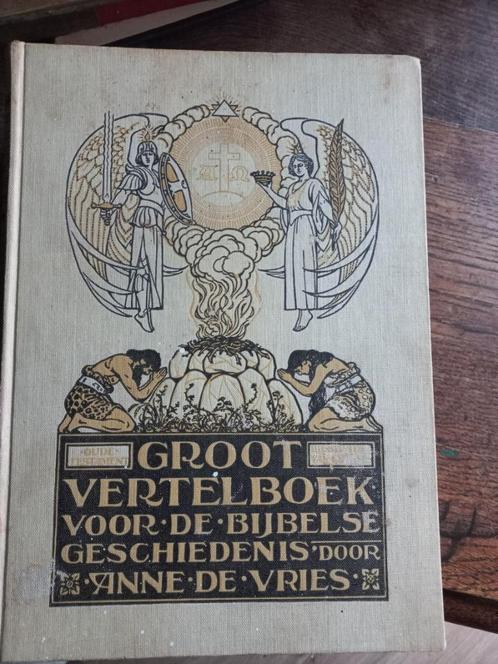 A Ω
·OUDE·
TESTAMENT
GROOT
VERTELBOEK
VOOR·DE·BIJBELSE
GESCHIEDENIS·DOOR
·ANNE·DE·VRIES·